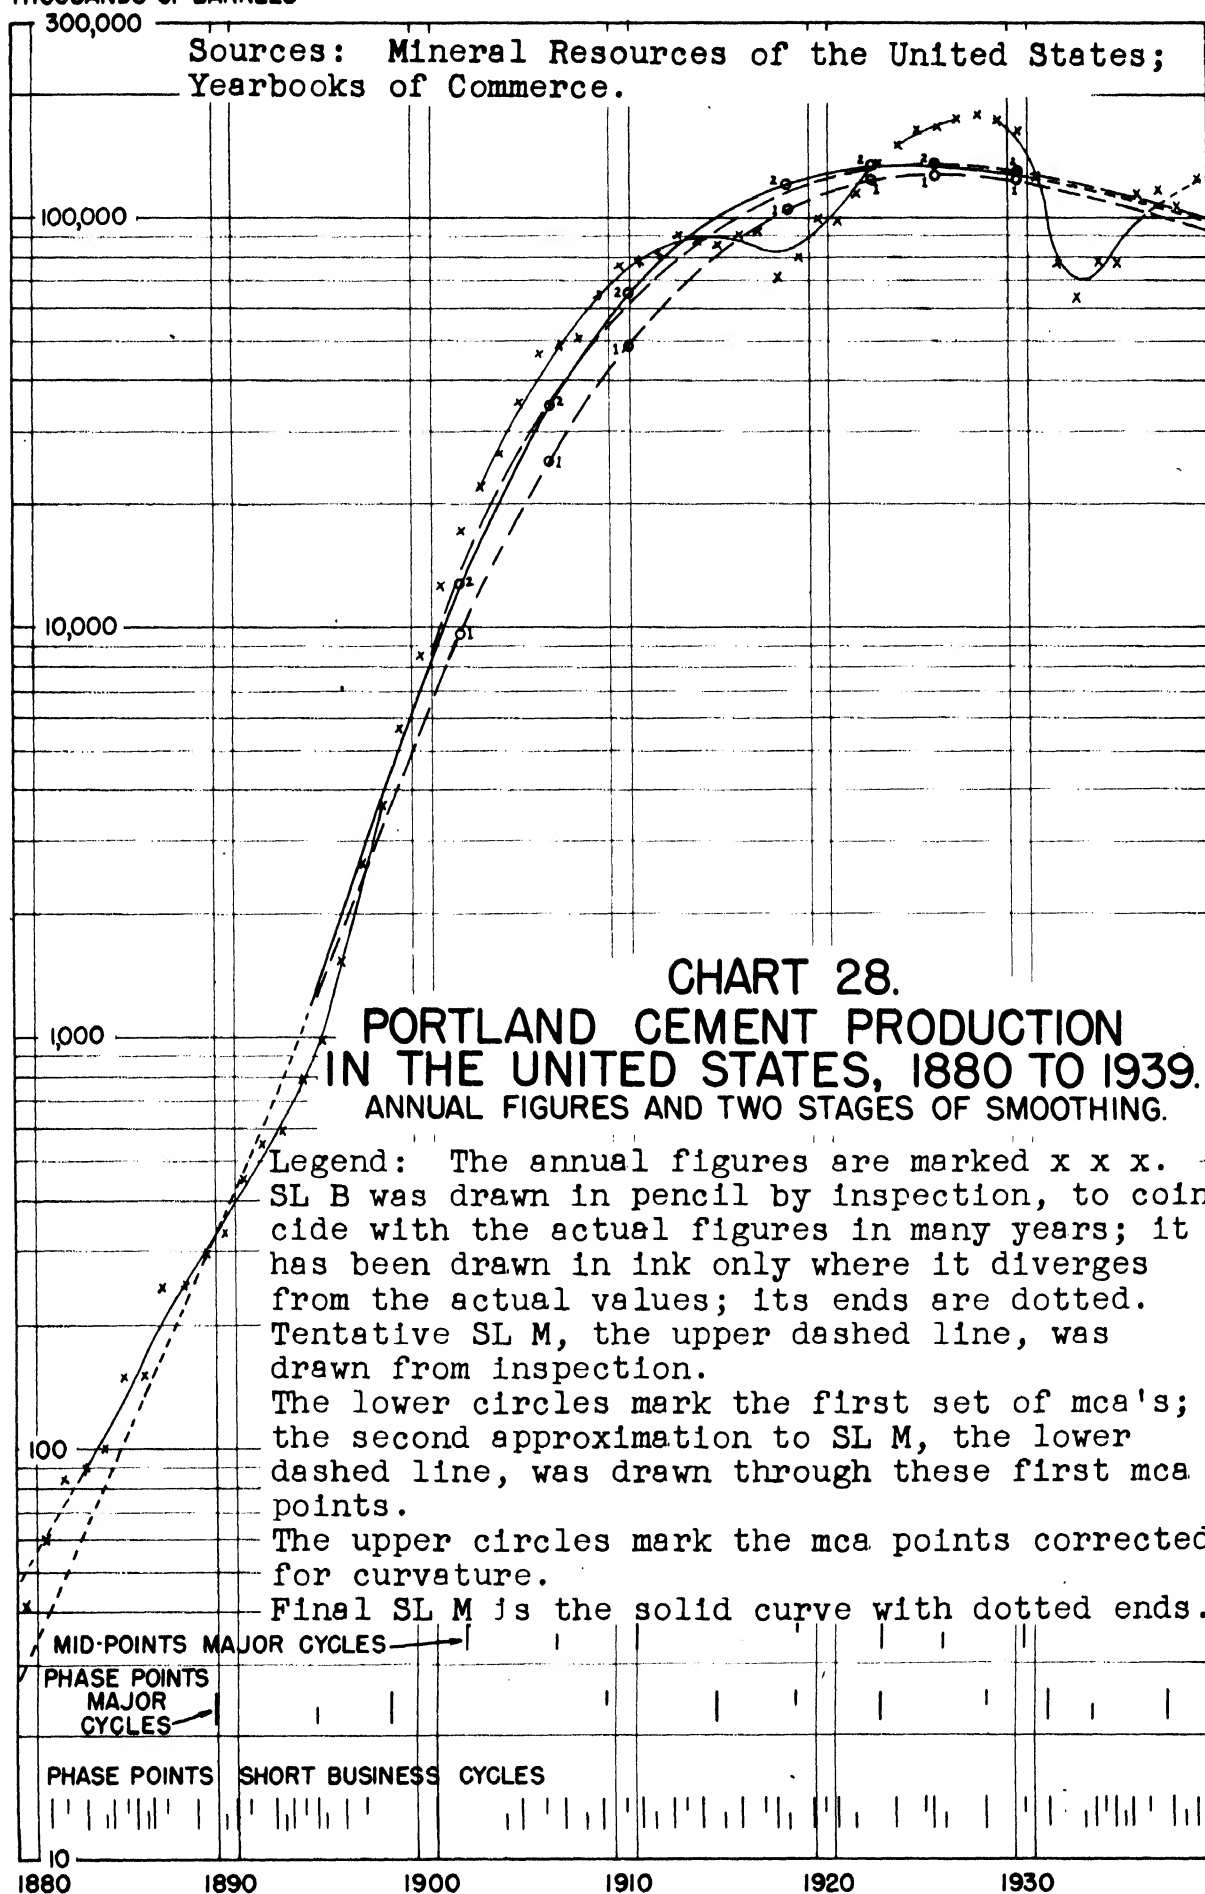 THOUSANDS OF BARRELS
300,000
Sources: Mineral Resources of the United States;
Yearbooks of Commerce.
100,000
10,000
1,000
CHART 28.
PORTLAND CEMENT PRODUCTION
IN THE UNITED STATES, 1880 TO 1939.
ANNUAL FIGURES AND TWO STAGES OF SMOOTHING.
Legend: The annual figures are marked x x x.
SL B was drawn in pencil by inspection, to coin
cide with the actual figures in many years; it
has been drawn in ink only where it diverges
from the actual values; its ends are dotted.
Tentative SL M, the upper dashed line, was
drawn from inspection.
The lower circles mark the first set of mca's;
100
the second approximation to SL M, the lower
dashed line, was drawn through these first mca
points.
The upper circles mark the mca points corrected
for curvature.
Final SL M is the solid curve with dotted ends.
MID-POINTS MAJOR CYCLES
PHASE POINTS
MAJOR
CYCLES
PHASE POINTS SHORT BUSINESS CYCLES
10
1880 1890 1900 1910 1920 1930